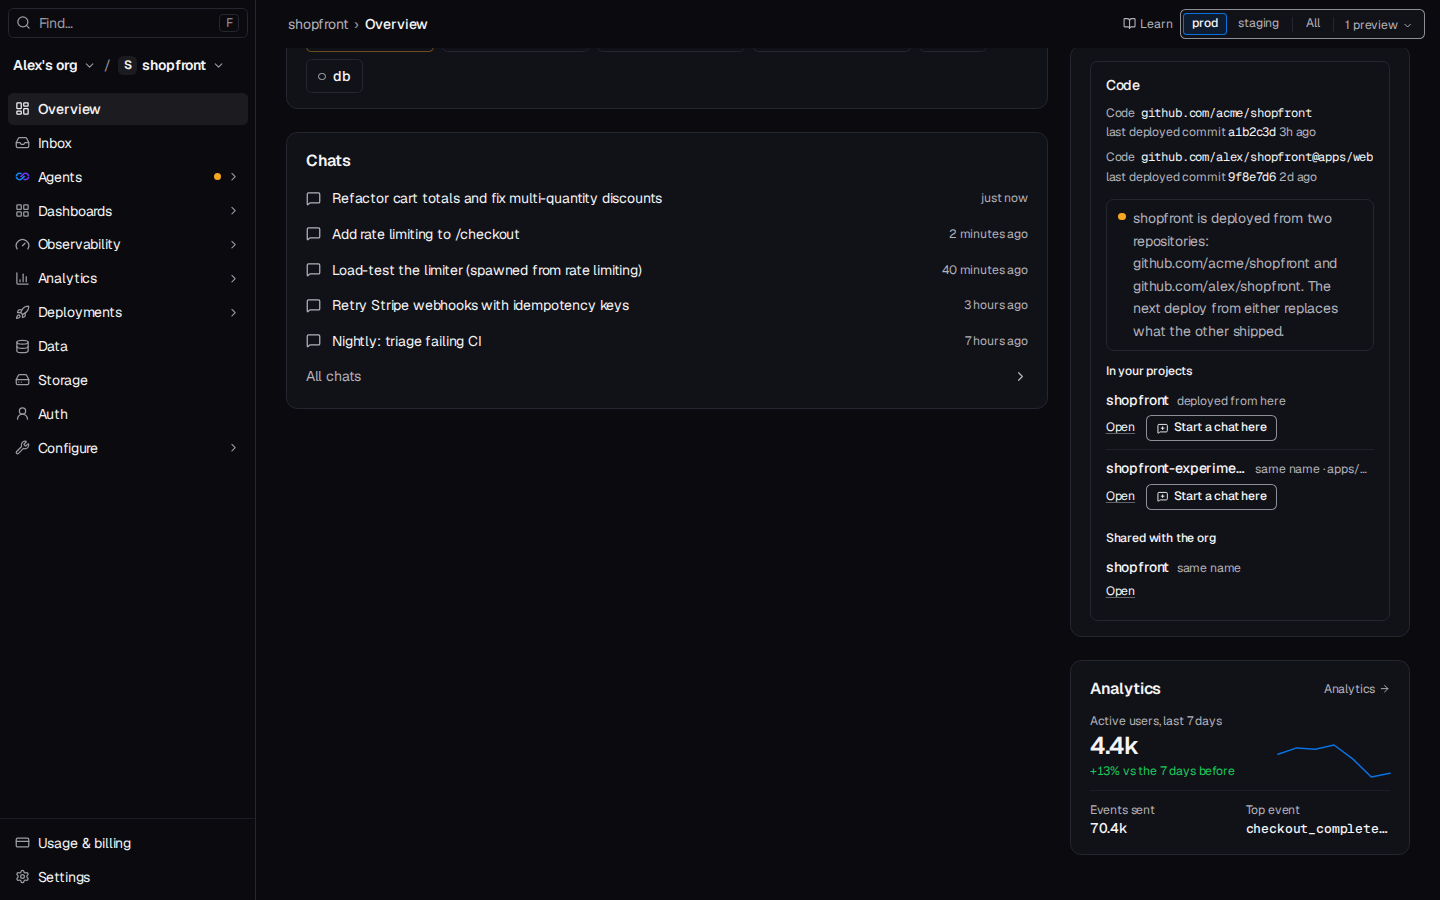 Find...
F
Alex's org
/
S
shopfront
Overview
Inbox
Agents
Dashboards
Observability
Analytics
Deployments
Data
Storage
Auth
Configure
Usage & billing
Settings
shopfront › Overview
Learn
prod
staging
All
1 preview
db
Chats
Refactor cart totals and fix multi-quantity discounts
just now
Add rate limiting to /checkout
2 minutes ago
Load-test the limiter (spawned from rate limiting)
40 minutes ago
Retry Stripe webhooks with idempotency keys
3 hours ago
Nightly: triage failing CI
7 hours ago
All chats
Code
Code github.com/acme/shopfront
last deployed commit a1b2c3d 3h ago
Code github.com/alex/shopfront@apps/web
last deployed commit 9f8e7d6 2d ago
shopfront is deployed from two
repositories:
github.com/acme/shopfront and
github.com/alex/shopfront. The
next deploy from either replaces
what the other shipped.
In your projects
shopfront deployed from here
Open
Start a chat here
shopfront-experime... same name · apps/...
Open
Start a chat here
Shared with the org
shopfront same name
Open
Analytics
Analytics →
Active users, last 7 days
4.4k
+13% vs the 7 days before
Events sent
70.4k
Top event
checkout_complete...